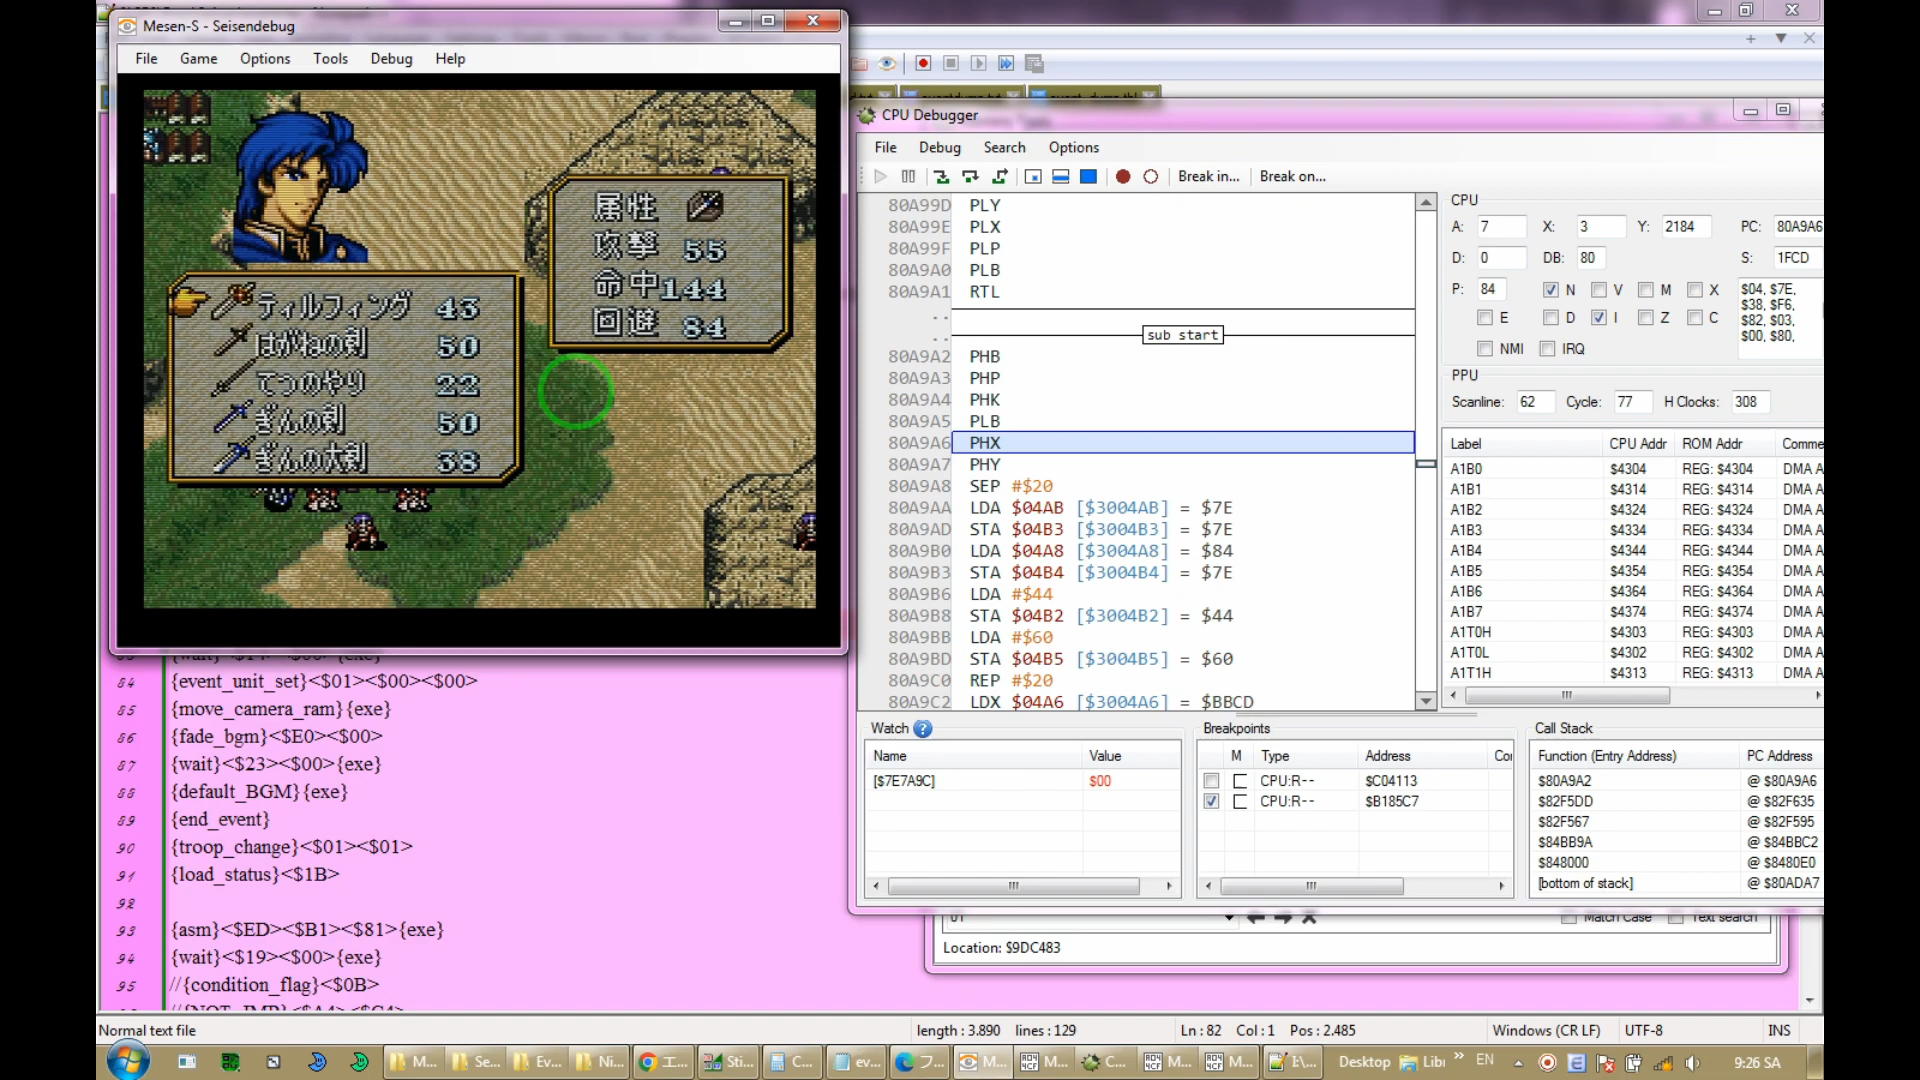 Mesen-S - Seisendebug
File Game Options Tools Debug Help
属性
攻撃 55
命中 144
回避 84
ティルフィング 43
はがねの剣 50
てつのやり 22
ぎんの剣 50
ぎんの大剣 38
CPU Debugger
File Debug Search Options
Break in... Break on...
80A99D PLY
80A99E PLX
80A99F PLP
80A9A0 PLB
80A9A1 RTL
sub start
80A9A2 PHB
80A9A3 PHP
80A9A4 PHK
80A9A5 PLB
80A9A6 PHX
80A9A7 PHY
80A9A8 SEP #$20
80A9AA LDA $04AB [$3004AB] = $7E
80A9AD STA $04B3 [$3004B3] = $7E
80A9B0 LDA $04A8 [$3004A8] = $84
80A9B3 STA $04B4 [$3004B4] = $7E
80A9B6 LDA #$44
80A9B8 STA $04B2 [$3004B2] = $44
80A9BB LDA #$60
80A9BD STA $04B5 [$3004B5] = $60
80A9C0 REP #$20
80A9C2 LDX $04A6 [$3004A6] = $BBCD
CPU
A: 7 X: 3 Y: 2184 PC: 80A9A6
D: 0 DB: 80 S: 1FCD
P: 84 N V M X
E D I Z C
NMI IRQ
$04, $7E,
$38, $F6,
$82, $03,
$00, $80,
PPU
Scanline: 62 Cycle: 77 H Clocks: 308
Label CPU Addr ROM Addr Comme
A1B0 $4304 REG: $4304 DMA A
A1B1 $4314 REG: $4314 DMA A
A1B2 $4324 REG: $4324 DMA A
A1B3 $4334 REG: $4334 DMA A
A1B4 $4344 REG: $4344 DMA A
A1B5 $4354 REG: $4354 DMA A
A1B6 $4364 REG: $4364 DMA A
A1B7 $4374 REG: $4374 DMA A
A1T0H $4303 REG: $4303 DMA A
A1T0L $4302 REG: $4302 DMA A
A1T1H $4313 REG: $4313 DMA A
Watch
Name Value
[$7E7A9C] $00
Breakpoints
M Type Address Co
CPU:R-- $C04113
CPU:R-- $B185C7
Call Stack
Function (Entry Address) PC Address
$80A9A2 @ $80A9A6
$82F5DD @ $82F635
$82F567 @ $82F595
$84BB9A @ $84BBC2
$848000 @ $8480E0
[bottom of stack] @ $80ADA7
Match Case Text search
Location: $9DC483
84 {event_unit_set}<$01><$00><$00>
85 {move_camera_ram}{exe}
86 {fade_bgm}<$E0><$00>
87 {wait}<$23><$00>{exe}
88 {default_BGM}{exe}
89 {end_event}
90 {troop_change}<$01><$01>
91 {load_status}<$1B>
92
93 {asm}<$ED><$B1><$81>{exe}
94 {wait}<$19><$00>{exe}
95 //{condition_flag}<$0B>
Normal text file length : 3.890 lines : 129 Ln : 82 Col : 1 Pos : 2.485 Windows (CR LF) UTF-8 INS
M... Se... Ev... Ni... エ... Sti... C... ev... フ... M... M... C... M... M... I:\... Desktop Libi » EN 9:26 SA